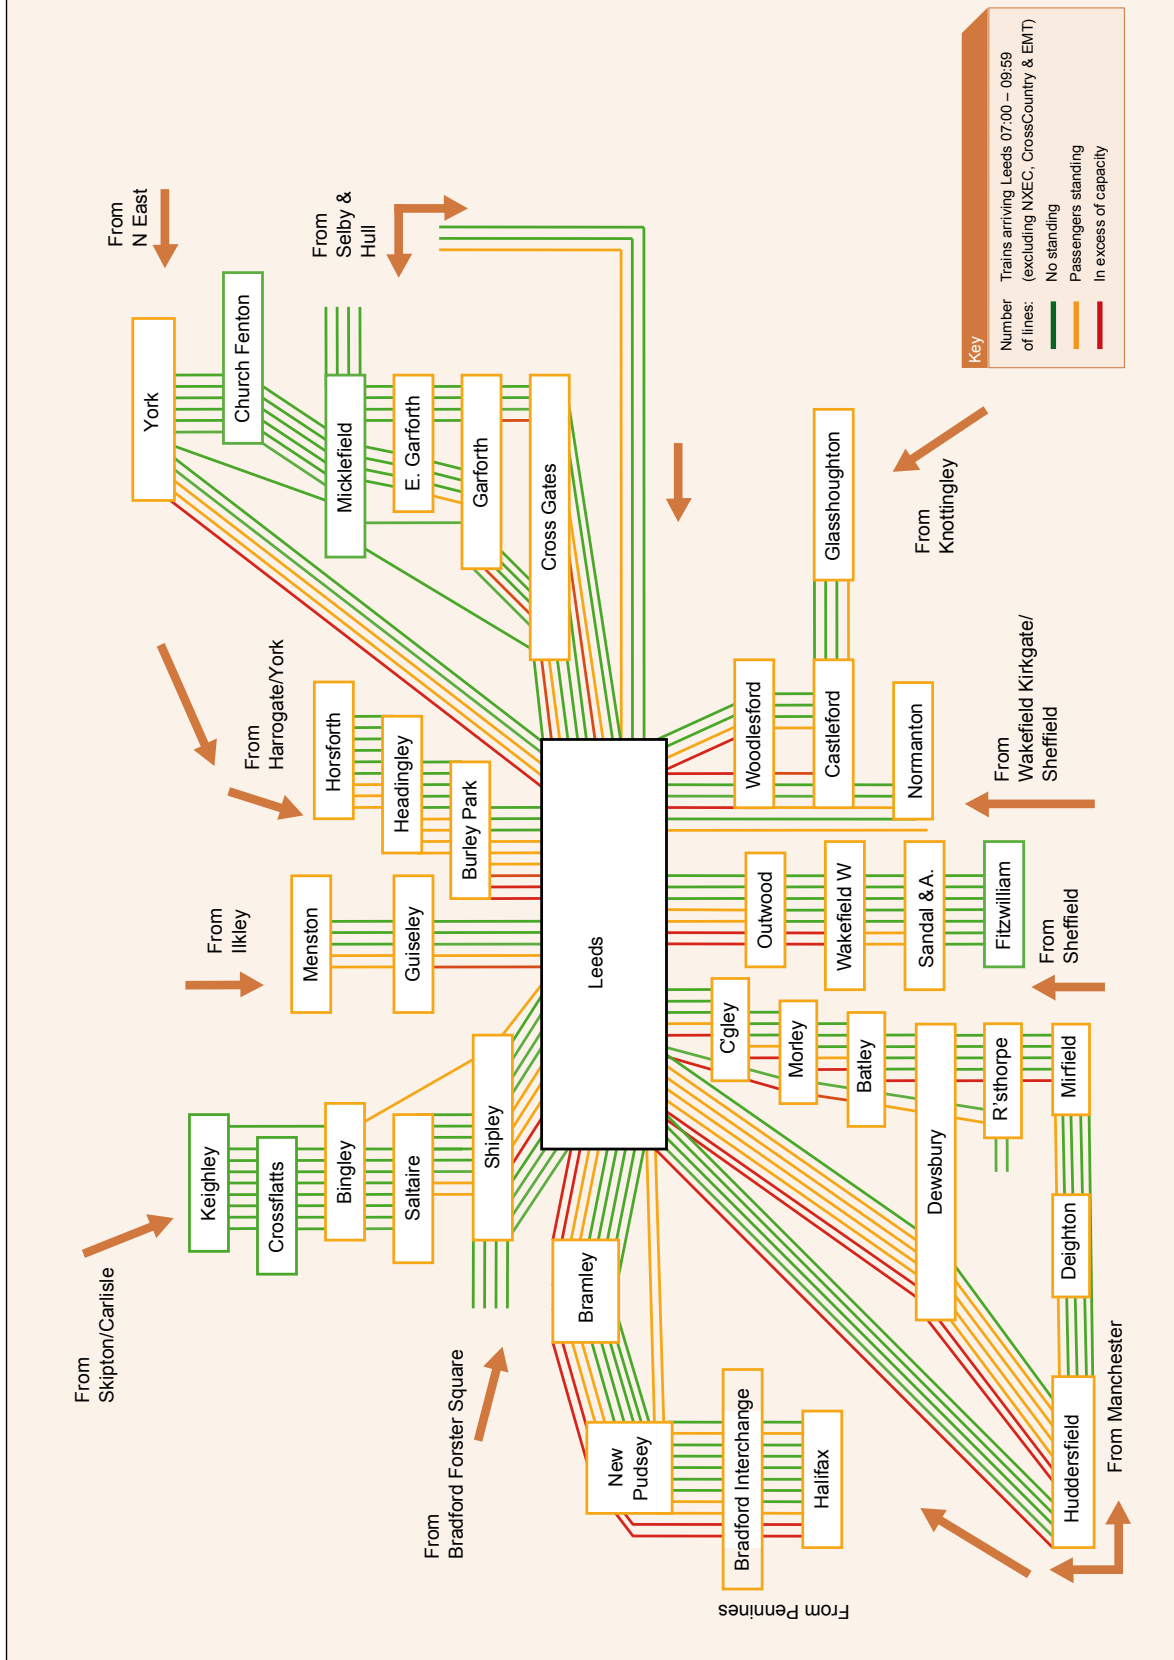 From
Skipton/Carlisle
Keighley
Crossflatts
Bingley
Saltaire
Shipley
From
Bradford Forster Square
From
Ilkley
Menston
Guiseley
From
Harrogate/York
Horsforth
Headingley
Burley Park
From
N East
York
Church Fenton
From
Selby &
Hull
Micklefield
E. Garforth
Garforth
Cross Gates
Leeds
Bramley
New
Pudsey
Bradford Interchange
Halifax
From Pennines
Huddersfield
From Manchester
Deighton
Mirfield
R'sthorpe
Dewsbury
Batley
Morley
C'gley
From
Sheffield
Outwood
Wakefield W
Sandal &A.
Fitzwilliam
From
Wakefield Kirkgate/
Sheffield
Woodlesford
Castleford
Normanton
Glasshoughton
From
Knottingley
Key
Number Trains arriving Leeds 07:00 – 09:59
of lines: (excluding NXEC, CrossCountry & EMT)
No standing
Passengers standing
In excess of capacity